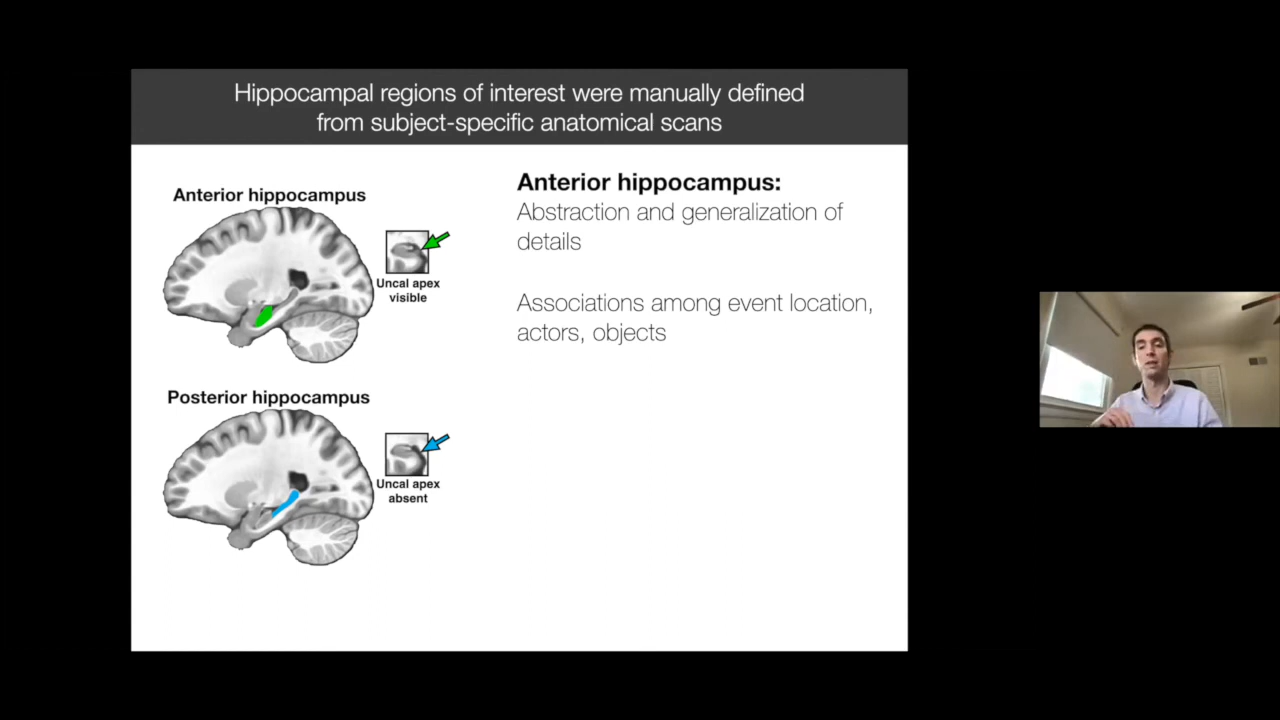 Hippocampal regions of interest were manually defined
from subject-specific anatomical scans
Anterior hippocampus
Uncal apex
visible
Posterior hippocampus
Uncal apex
absent
Anterior hippocampus:
Abstraction and generalization of
details
Associations among event location,
actors, objects